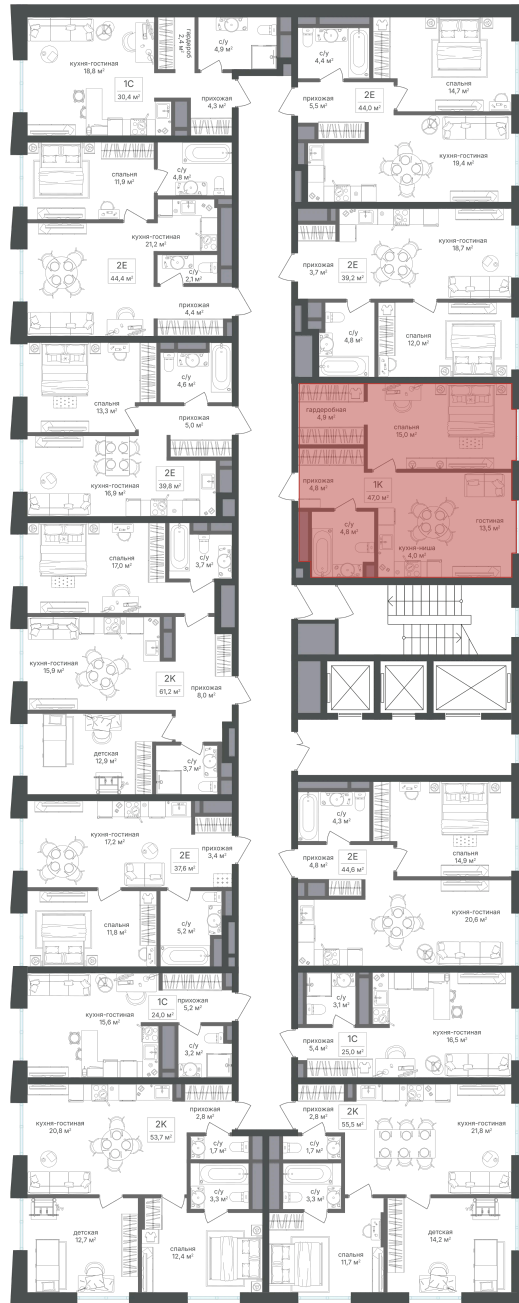 кухня-гостиная
18,8 м²
гардероб
2,4 м²
с/у
4,9 м²
1С
30,4 м²
прихожая
4,3 м²
с/у
4,4 м²
спальня
14,7 м²
прихожая
5,5 м²
2Е
44,0 м²
кухня-гостиная
19,4 м²
спальня
11,9 м²
с/у
4,8 м²
кухня-гостиная
21,2 м²
2Е
44,4 м²
с/у
2,1 м²
прихожая
4,4 м²
прихожая
3,7 м²
2Е
39,2 м²
кухня-гостиная
18,7 м²
с/у
4,8 м²
спальня
12,0 м²
спальня
13,3 м²
с/у
4,6 м²
прихожая
5,0 м²
кухня-гостиная
16,9 м²
2Е
39,8 м²
гардеробная
4,9 м²
спальня
15,0 м²
прихожая
4,8 м²
1К
47,0 м²
гостиная
13,5 м²
с/у
4,8 м²
кухня-ниша
4,0 м²
спальня
17,0 м²
с/у
3,7 м²
кухня-гостиная
15,9 м²
2К
61,2 м²
прихожая
8,0 м²
детская
12,9 м²
с/у
3,7 м²
кухня-гостиная
17,2 м²
2Е
37,6 м²
прихожая
3,4 м²
спальня
11,8 м²
с/у
5,2 м²
с/у
4,3 м²
спальня
14,9 м²
прихожая
4,8 м²
2Е
44,6 м²
кухня-гостиная
20,6 м²
кухня-гостиная
15,6 м²
1С
24,0 м²
прихожая
5,2 м²
с/у
3,2 м²
с/у
3,1 м²
прихожая
5,4 м²
1С
25,0 м²
кухня-гостиная
16,5 м²
кухня-гостиная
20,8 м²
2К
53,7 м²
прихожая
2,8 м²
с/у
1,7 м²
с/у
3,3 м²
детская
12,7 м²
спальня
12,4 м²
прихожая
2,8 м²
2К
55,5 м²
кухня-гостиная
21,8 м²
с/у
1,7 м²
с/у
3,3 м²
спальня
11,7 м²
детская
14,2 м²